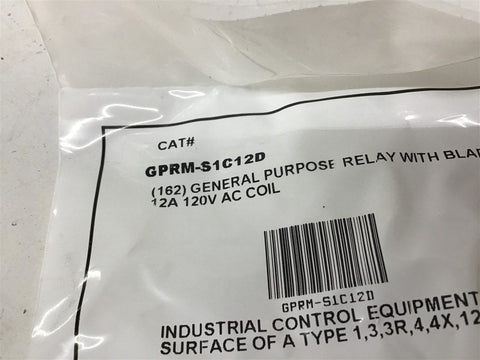 CAT#
GPRM-S1C12D
(162) GENERAL PURPOSE RELAY WITH BLA
12A 120V AC COIL
GPRM-S1C12D
INDUSTRIAL CONTROL EQUIPMENT
SURFACE OF A TYPE 1,3,3R,4,4X,12